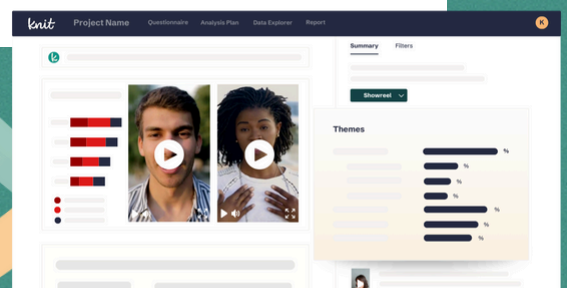 knit Project Name Questionnaire Analysis Plan Data Explorer Report K
Summary Filters
k
Showreel
Themes
%
%
%
%
%
%
%